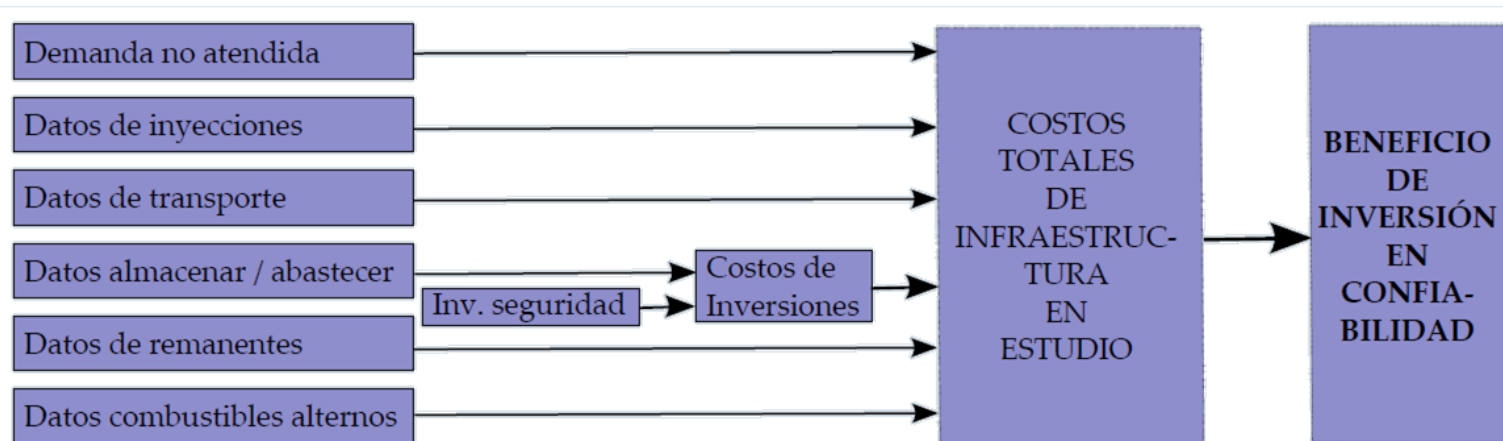 Demanda no atendida
Datos de inyecciones
Datos de transporte
Datos almacenar / abastecer
Inv. seguridad
Costos de
Inversiones
Datos de remanentes
Datos combustibles alternos
COSTOS
TOTALES
DE
INFRAESTRUC-
TURA
EN
ESTUDIO
BENEFICIO
DE
INVERSIÓN
EN
CONFIA-
BILIDAD